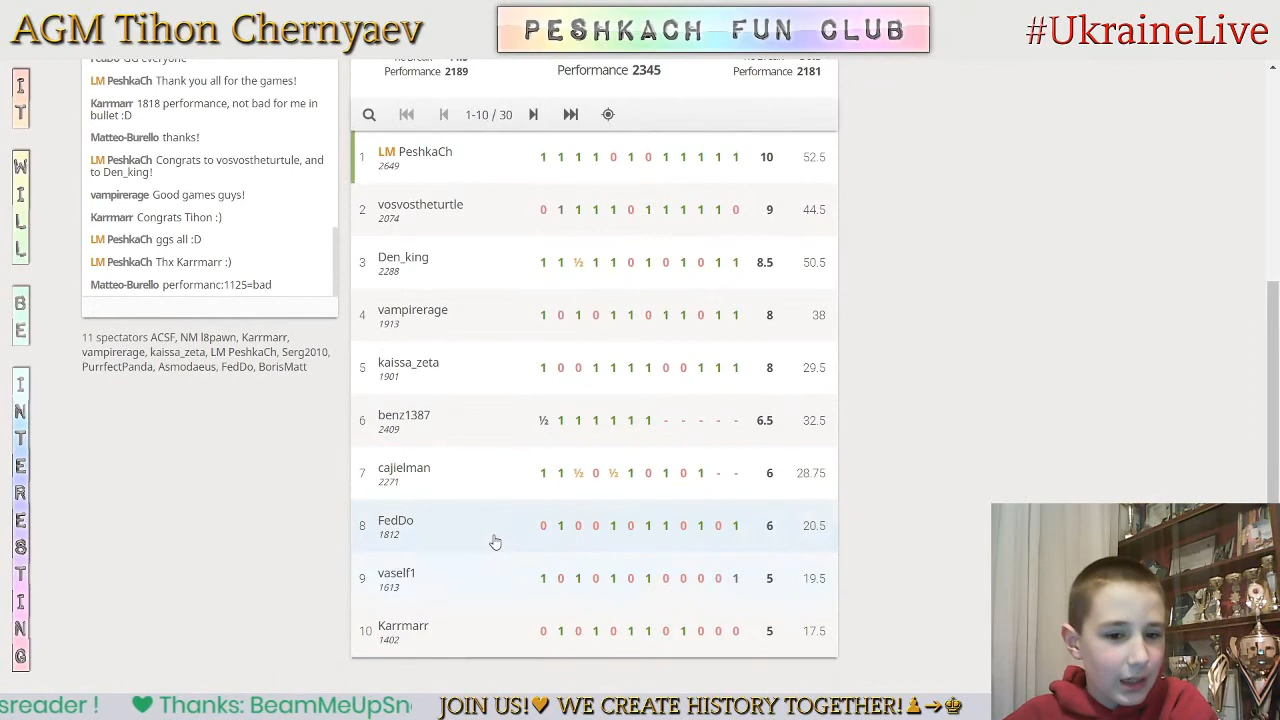 AGM Tihon Chernyaev
PESHKACH FUN CLUB
#UkraineLive
IT
WILL
BE
INTERESTING
LM PeshkaCh Thank you all for the games!
Karrmarr 1818 performance, not bad for me in
bullet :D
Matteo-Burello thanks!
LM PeshkaCh Congrats to vosvostheturtule, and
to Den_king!
vampirerage Good games guys!
Karrmarr Congrats Tihon :)
LM PeshkaCh ggs all :D
LM PeshkaCh Thx Karrmarr :)
Matteo-Burello performanc:1125=bad
11 spectators ACSF, NM l8pawn, Karrmarr,
vampirerage, kaissa_zeta, LM PeshkaCh, Serg2010,
PurrfectPanda, Asmodaeus, FedDo, BorisMatt
Performance 2189 Performance 2345 Performance 2181
1-10 / 30
1 LM PeshkaCh 1 1 1 1 0 1 0 1 1 1 1 1 10 52.5
2649
2 vosvostheturtle 0 1 1 1 1 0 1 1 1 1 1 0 9 44.5
2074
3 Den_king 1 1 ½ 1 1 0 1 0 1 0 1 1 8.5 50.5
2288
4 vampirerage 1 0 1 0 1 1 0 1 1 0 1 1 8 38
1913
5 kaissa_zeta 1 0 0 1 1 1 1 0 0 1 1 1 8 29.5
1901
6 benz1387 ½ 1 1 1 1 1 1 - - - - - 6.5 32.5
2409
7 cajielman 1 1 ½ 0 ½ 1 0 1 0 1 - - 6 28.75
2271
8 FedDo 0 1 0 0 1 0 1 1 0 1 0 1 6 20.5
1812
9 vaself1 1 0 1 0 1 0 1 0 0 0 0 1 5 19.5
1613
10 Karrmarr 0 1 0 1 0 1 1 0 1 0 0 0 5 17.5
1402
sreader ! Thanks: BeamMeUpSn
JOIN US!🧡 WE CREATE HISTORY TOGETHER!♟→♚